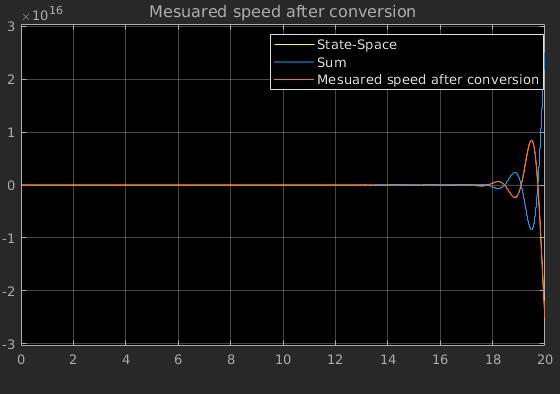 Mesuared speed after conversion
×10^16
State-Space
Sum
Mesuared speed after conversion
3
2
1
0
-1
-2
-3
0 2 4 6 8 10 12 14 16 18 20